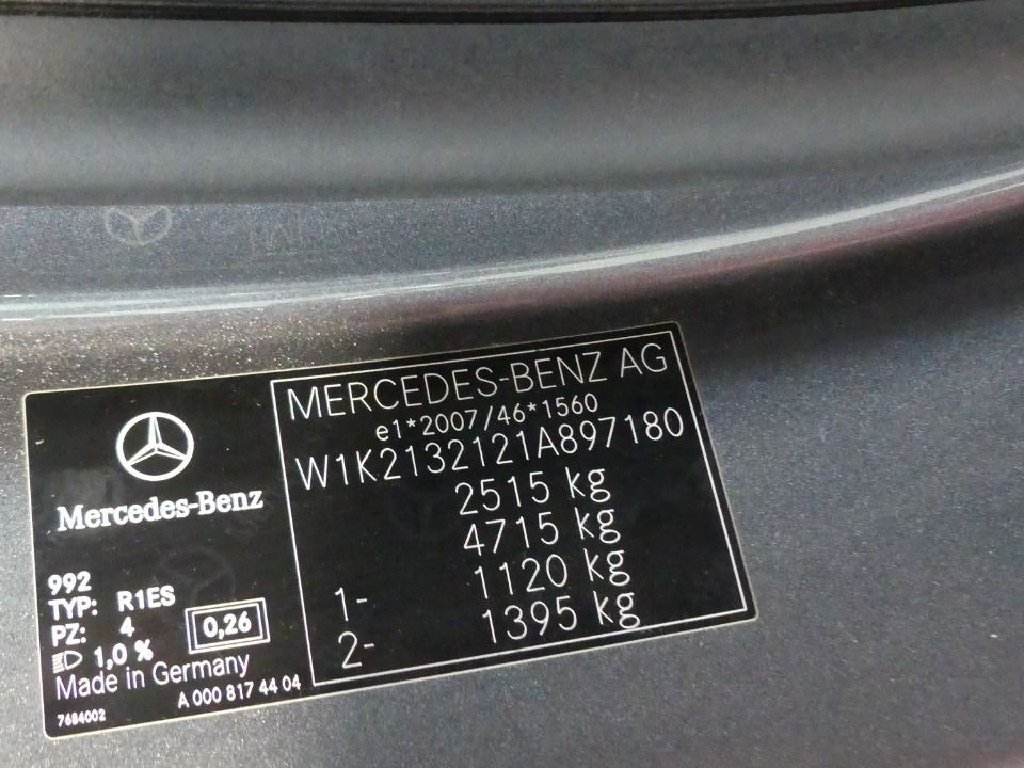 MERCEDES-BENZ AG
e1*2007/46*1560
W1K2132121A897180
2515 kg
4715 kg
1- 1120 kg
2- 1395 kg
Mercedes-Benz
992
TYP: R1ES
PZ: 4
0,26
1,0 %
Made in Germany
A 000 817 44 04
7684002